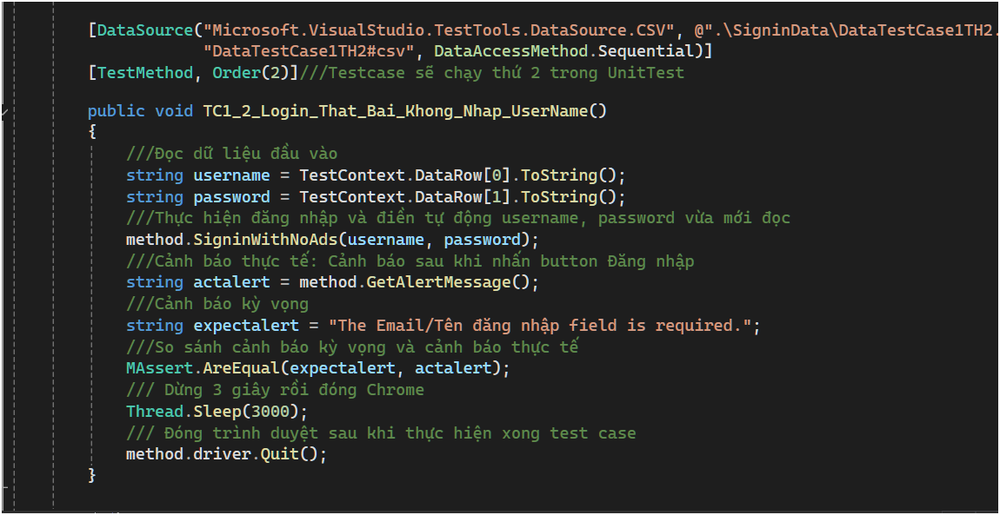 [DataSource("Microsoft.VisualStudio.TestTools.DataSource.CSV", @".\SigninData\DataTestCase1TH2.
"DataTestCase1TH2#csv", DataAccessMethod.Sequential)]
[TestMethod, Order(2)]///Testcase sẽ chạy thứ 2 trong UnitTest
public void TC1_2_Login_That_Bai_Khong_Nhap_UserName()
{
///Đọc dữ liệu đầu vào
string username = TestContext.DataRow[0].ToString();
string password = TestContext.DataRow[1].ToString();
///Thực hiện đăng nhập và điền tự động username, password vừa mới đọc
method.SigninWithNoAds(username, password);
///Cảnh báo thực tế: Cảnh báo sau khi nhấn button Đăng nhập
string actalert = method.GetAlertMessage();
///Cảnh báo kỳ vọng
string expectalert = "The Email/Tên đăng nhập field is required.";
///So sánh cảnh báo kỳ vọng và cảnh báo thực tế
MAssert.AreEqual(expectalert, actalert);
/// Dừng 3 giây rồi đóng Chrome
Thread.Sleep(3000);
/// Đóng trình duyệt sau khi thực hiện xong test case
method.driver.Quit();
}